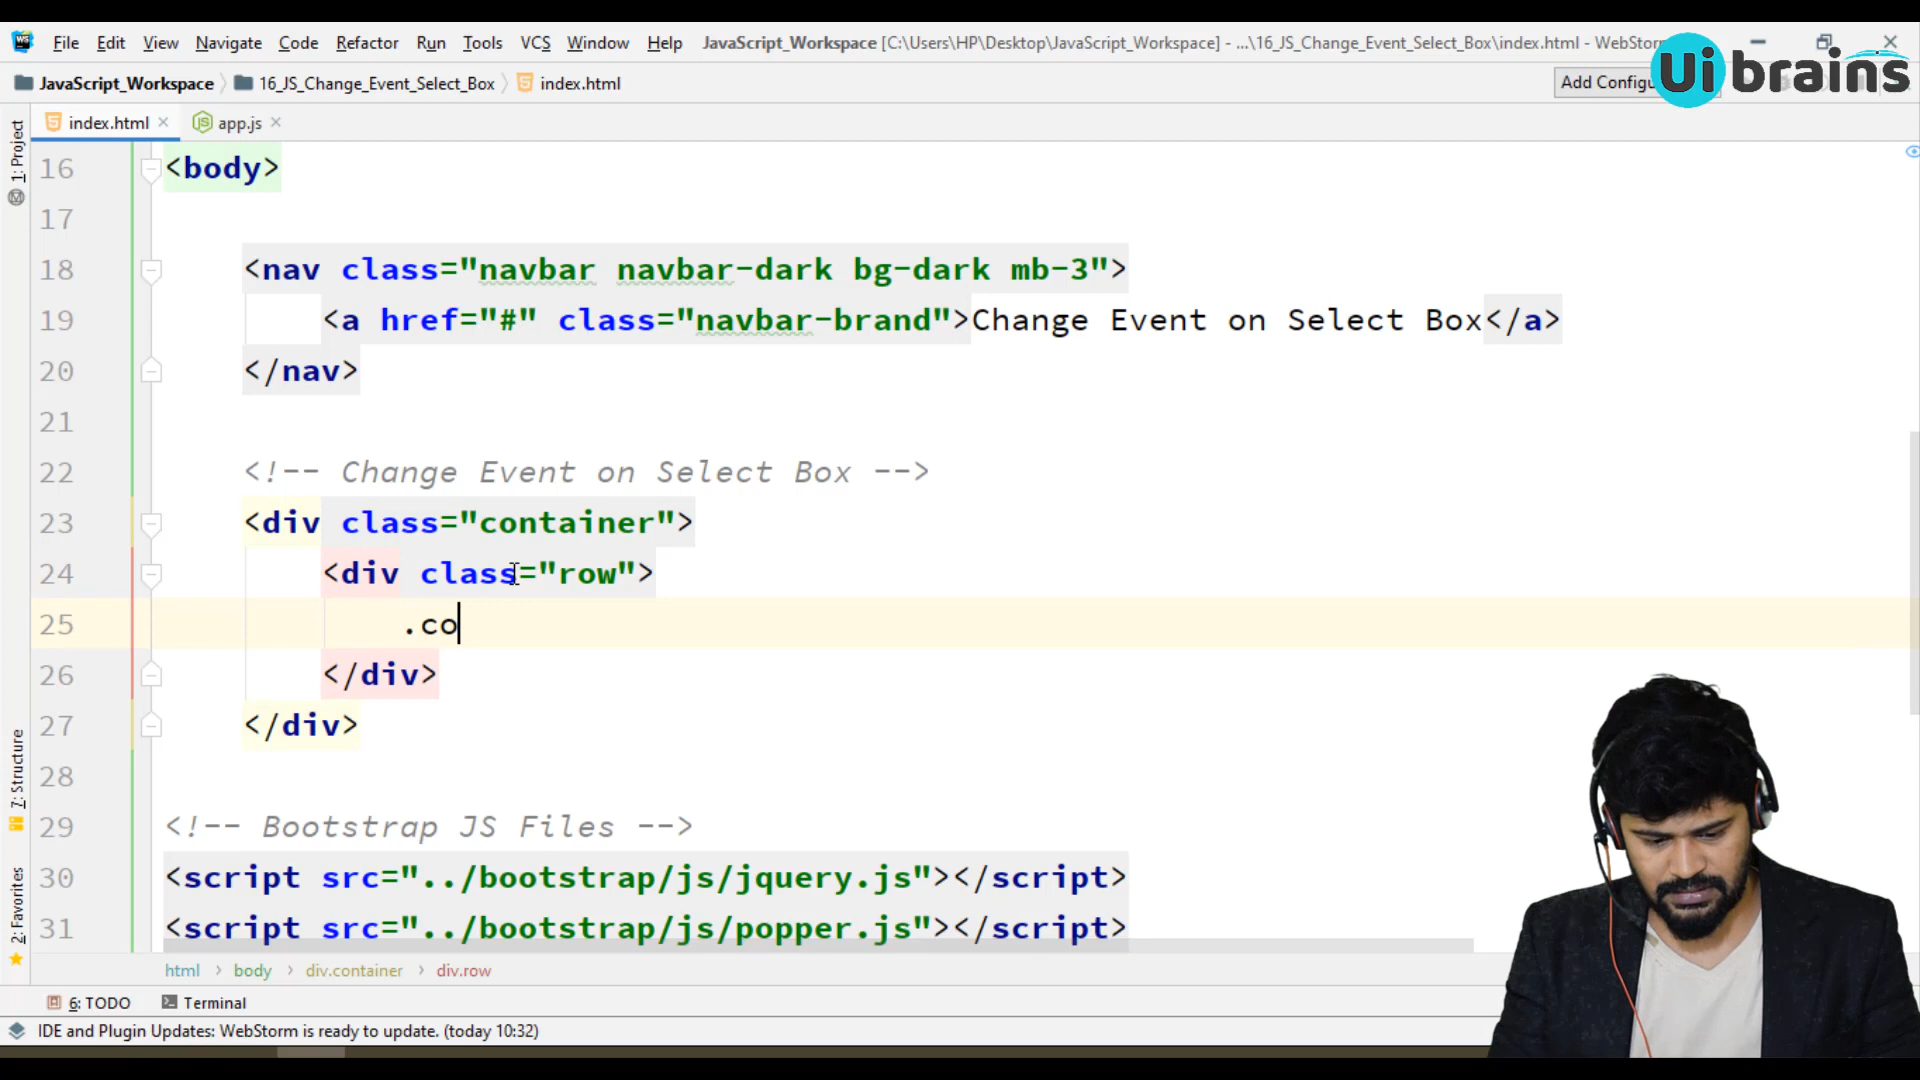 WS File Edit View Navigate Code Refactor Run Tools VCS Window Help JavaScript_Workspace [C:\Users\HP\Desktop\JavaScript_Workspace] - ...\16_JS_Change_Event_Select_Box\index.html - WebStorm
JavaScript_Workspace 16_JS_Change_Event_Select_Box index.html Add Configu
Ui brains
index.html app.js
1: Project
7: Structure
2: Favorites
16 <body>
17
18 <nav class="navbar navbar-dark bg-dark mb-3">
19 <a href="#" class="navbar-brand">Change Event on Select Box</a>
20 </nav>
21
22 <!-- Change Event on Select Box -->
23 <div class="container">
24 <div class="row">
25 .co
26 </div>
27 </div>
28
29 <!-- Bootstrap JS Files -->
30 <script src="../bootstrap/js/jquery.js"></script>
31 <script src="../bootstrap/js/popper.js"></script>
html body div.container div.row
6: TODO Terminal
IDE and Plugin Updates: WebStorm is ready to update. (today 10:32)